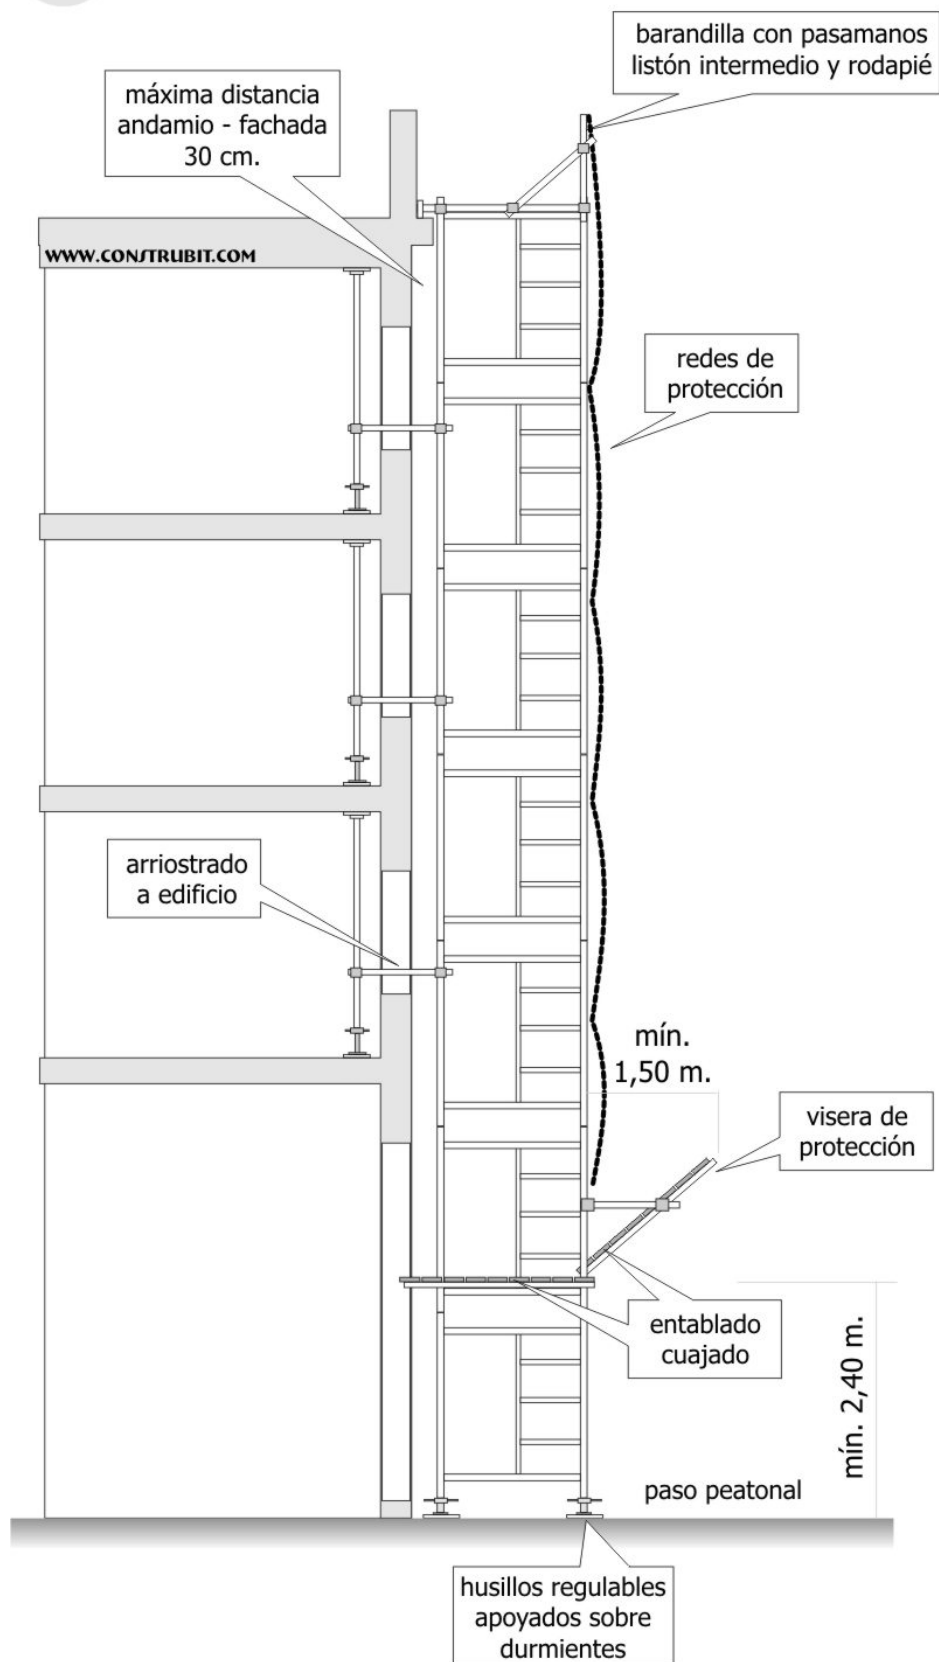 barandilla con pasamanos
listón intermedio y rodapié
máxima distancia
andamio - fachada
30 cm.
WWW.CONSTRUBIT.COM
redes de
protección
arriostrado
a edificio
mín.
1,50 m.
visera de
protección
entablado
cuajado
mín. 2,40 m.
paso peatonal
husillos regulables
apoyados sobre
durmientes